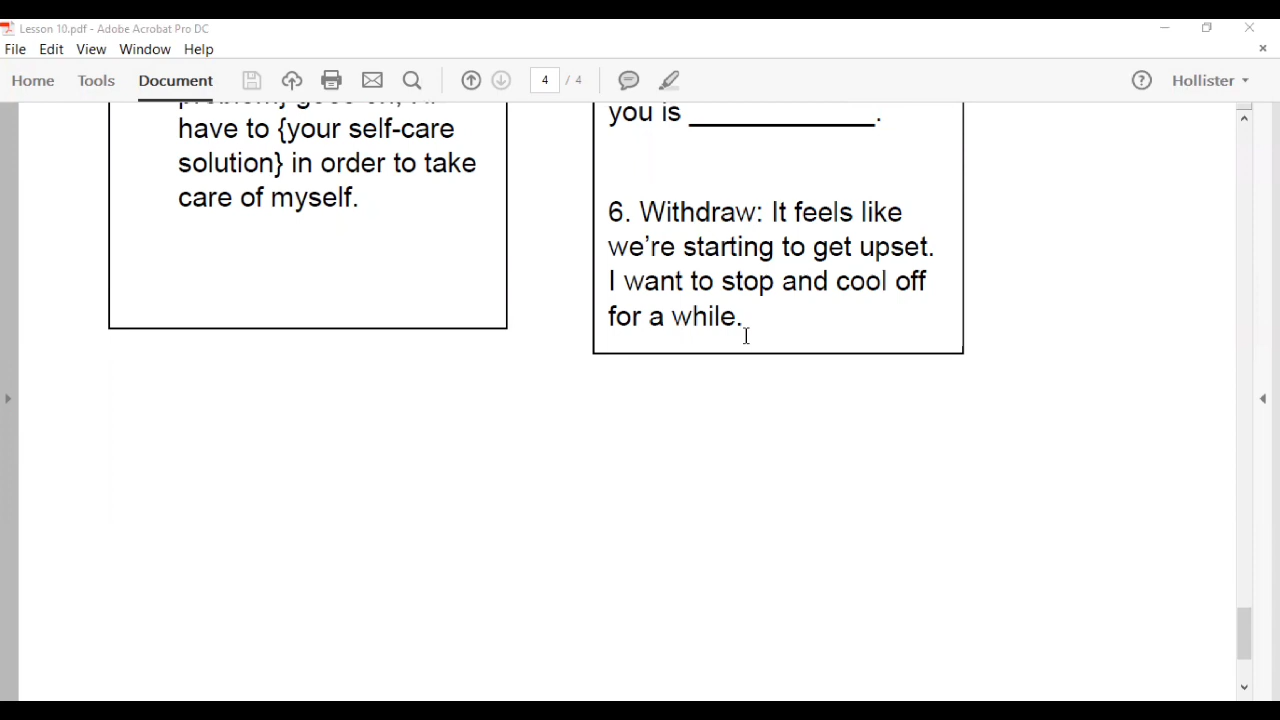 Lesson 10.pdf - Adobe Acrobat Pro DC
File Edit View Window Help
Home Tools Document 4 / 4 Hollister
have to {your self-care
solution} in order to take
care of myself.
you is ____________.
6. Withdraw: It feels like
we're starting to get upset.
I want to stop and cool off
for a while.